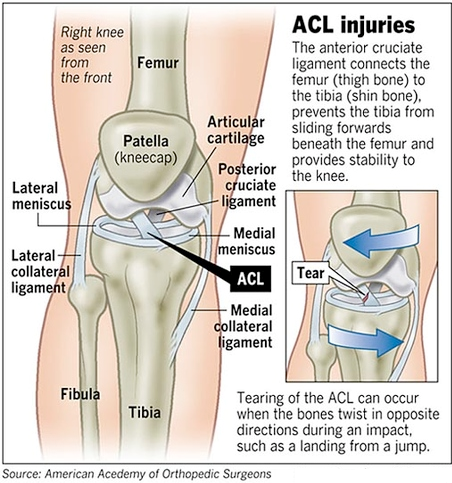 ACL injuries
The anterior cruciate
ligament connects the
femur (thigh bone) to
the tibia (shin bone),
prevents the tibia from
sliding forwards
beneath the femur and
provides stability to
the knee.
Right knee
as seen
from
the front
Femur
Patella
(kneecap)
Articular
cartilage
Posterior
cruciate
ligament
Lateral
meniscus
Medial
meniscus
Lateral
collateral
ligament
ACL
Medial
collateral
ligament
Fibula
Tibia
Tear
Tearing of the ACL can occur
when the bones twist in opposite
directions during an impact,
such as a landing from a jump.
Source: American Acedemy of Orthopedic Surgeons